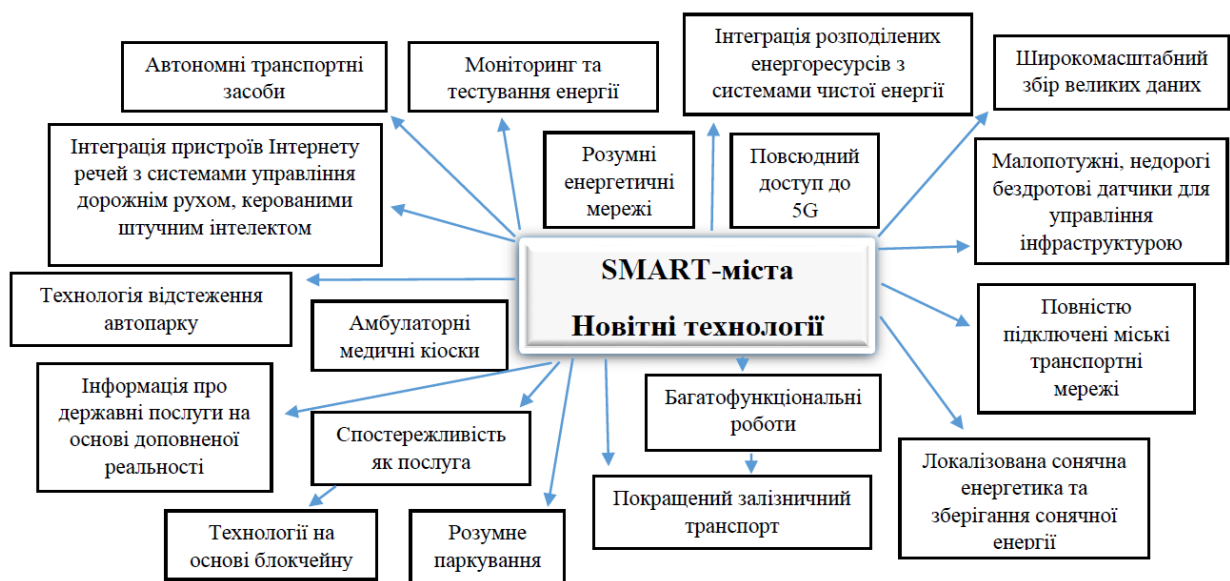 Автономні транспортні
засоби
Моніторинг та
тестування енергії
Інтеграція розподілених
енергоресурсів з
системами чистої енергії
Широкомасштабний
збір великих даних
Інтеграція пристроїв Інтернету
речей з системами управління
дорожнім рухом, керованими
штучним інтелектом
Розумні
енергетичні
мережі
Повсюдний
доступ до
5G
Малопотужні, недорогі
бездротові датчики для
управління
інфраструктурою
SMART-міста
Новітні технології
Технологія відстеження
автопарку
Амбулаторні
медичні кіоски
Повністю
підключені міські
транспортні
мережі
Інформація про
державні послуги на
основі доповненої
реальності
Спостережливість
як послуга
Багатофункціональні
роботи
Локалізована сонячна
енергетика та
зберігання сонячної
енергії
Технології на
основі блокчейну
Розумне
паркування
Покращений залізничний
транспорт